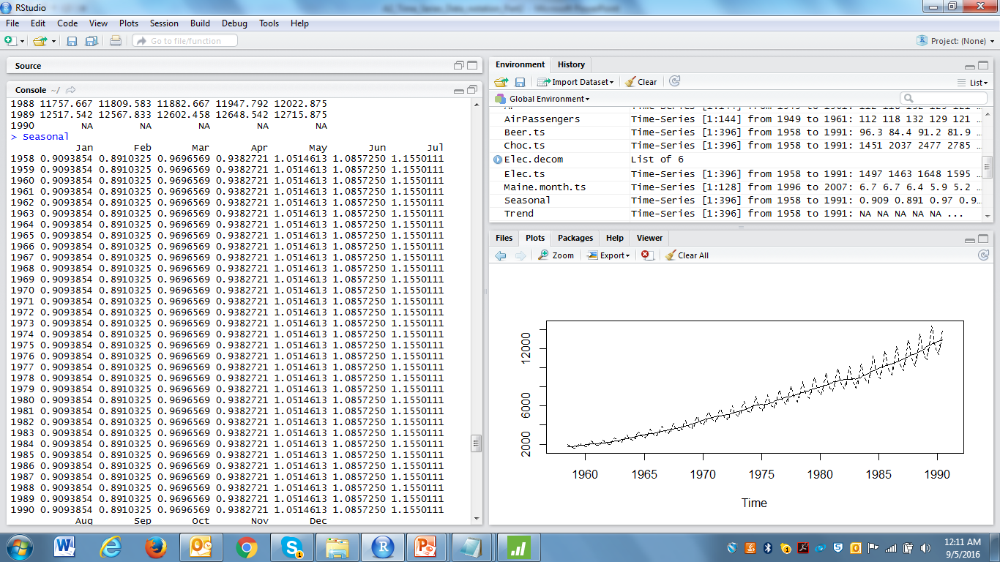 RStudio
File Edit Code View Plots Session Build Debug Tools Help
Go to file/function
Project: (None)
Source
Console ~/
1988 11757.667 11809.583 11882.667 11947.792 12022.875
1989 12517.542 12567.833 12602.458 12648.542 12715.875
1990 NA NA NA NA NA
> Seasonal
Jan Feb Mar Apr May Jun Jul
1958 0.9093854 0.8910325 0.9696569 0.9382721 1.0514613 1.0857250 1.1550111
1959 0.9093854 0.8910325 0.9696569 0.9382721 1.0514613 1.0857250 1.1550111
1960 0.9093854 0.8910325 0.9696569 0.9382721 1.0514613 1.0857250 1.1550111
1961 0.9093854 0.8910325 0.9696569 0.9382721 1.0514613 1.0857250 1.1550111
1962 0.9093854 0.8910325 0.9696569 0.9382721 1.0514613 1.0857250 1.1550111
1963 0.9093854 0.8910325 0.9696569 0.9382721 1.0514613 1.0857250 1.1550111
1964 0.9093854 0.8910325 0.9696569 0.9382721 1.0514613 1.0857250 1.1550111
1965 0.9093854 0.8910325 0.9696569 0.9382721 1.0514613 1.0857250 1.1550111
1966 0.9093854 0.8910325 0.9696569 0.9382721 1.0514613 1.0857250 1.1550111
1967 0.9093854 0.8910325 0.9696569 0.9382721 1.0514613 1.0857250 1.1550111
1968 0.9093854 0.8910325 0.9696569 0.9382721 1.0514613 1.0857250 1.1550111
1969 0.9093854 0.8910325 0.9696569 0.9382721 1.0514613 1.0857250 1.1550111
1970 0.9093854 0.8910325 0.9696569 0.9382721 1.0514613 1.0857250 1.1550111
1971 0.9093854 0.8910325 0.9696569 0.9382721 1.0514613 1.0857250 1.1550111
1972 0.9093854 0.8910325 0.9696569 0.9382721 1.0514613 1.0857250 1.1550111
1973 0.9093854 0.8910325 0.9696569 0.9382721 1.0514613 1.0857250 1.1550111
1974 0.9093854 0.8910325 0.9696569 0.9382721 1.0514613 1.0857250 1.1550111
1975 0.9093854 0.8910325 0.9696569 0.9382721 1.0514613 1.0857250 1.1550111
1976 0.9093854 0.8910325 0.9696569 0.9382721 1.0514613 1.0857250 1.1550111
1977 0.9093854 0.8910325 0.9696569 0.9382721 1.0514613 1.0857250 1.1550111
1978 0.9093854 0.8910325 0.9696569 0.9382721 1.0514613 1.0857250 1.1550111
1979 0.9093854 0.8910325 0.9696569 0.9382721 1.0514613 1.0857250 1.1550111
1980 0.9093854 0.8910325 0.9696569 0.9382721 1.0514613 1.0857250 1.1550111
1981 0.9093854 0.8910325 0.9696569 0.9382721 1.0514613 1.0857250 1.1550111
1982 0.9093854 0.8910325 0.9696569 0.9382721 1.0514613 1.0857250 1.1550111
1983 0.9093854 0.8910325 0.9696569 0.9382721 1.0514613 1.0857250 1.1550111
1984 0.9093854 0.8910325 0.9696569 0.9382721 1.0514613 1.0857250 1.1550111
1985 0.9093854 0.8910325 0.9696569 0.9382721 1.0514613 1.0857250 1.1550111
1986 0.9093854 0.8910325 0.9696569 0.9382721 1.0514613 1.0857250 1.1550111
1987 0.9093854 0.8910325 0.9696569 0.9382721 1.0514613 1.0857250 1.1550111
1988 0.9093854 0.8910325 0.9696569 0.9382721 1.0514613 1.0857250 1.1550111
1989 0.9093854 0.8910325 0.9696569 0.9382721 1.0514613 1.0857250 1.1550111
1990 0.9093854 0.8910325 0.9696569 0.9382721 1.0514613 1.0857250 1.1550111
Aug Sep Oct Nov Dec
Environment History
Import Dataset Clear List
Global Environment
AirPassengers Time-Series [1:144] from 1949 to 1961: 112 118 132 129 121 …
Beer.ts Time-Series [1:396] from 1958 to 1991: 96.3 84.4 91.2 81.9 …
Choc.ts Time-Series [1:396] from 1958 to 1991: 1451 2037 2477 2785 …
Elec.decom List of 6
Elec.ts Time-Series [1:396] from 1958 to 1991: 1497 1463 1648 1595 …
Maine.month.ts Time-Series [1:128] from 1996 to 2007: 6.7 6.7 6.4 5.9 5.2 …
Seasonal Time-Series [1:396] from 1958 to 1991: 0.909 0.891 0.97 0.9…
Trend Time-Series [1:396] from 1958 to 1991: NA NA NA NA NA ...
Files Plots Packages Help Viewer
Zoom Export Clear All
12000
6000
2000
1960 1965 1970 1975 1980 1985 1990
Time
12:11 AM
9/5/2016